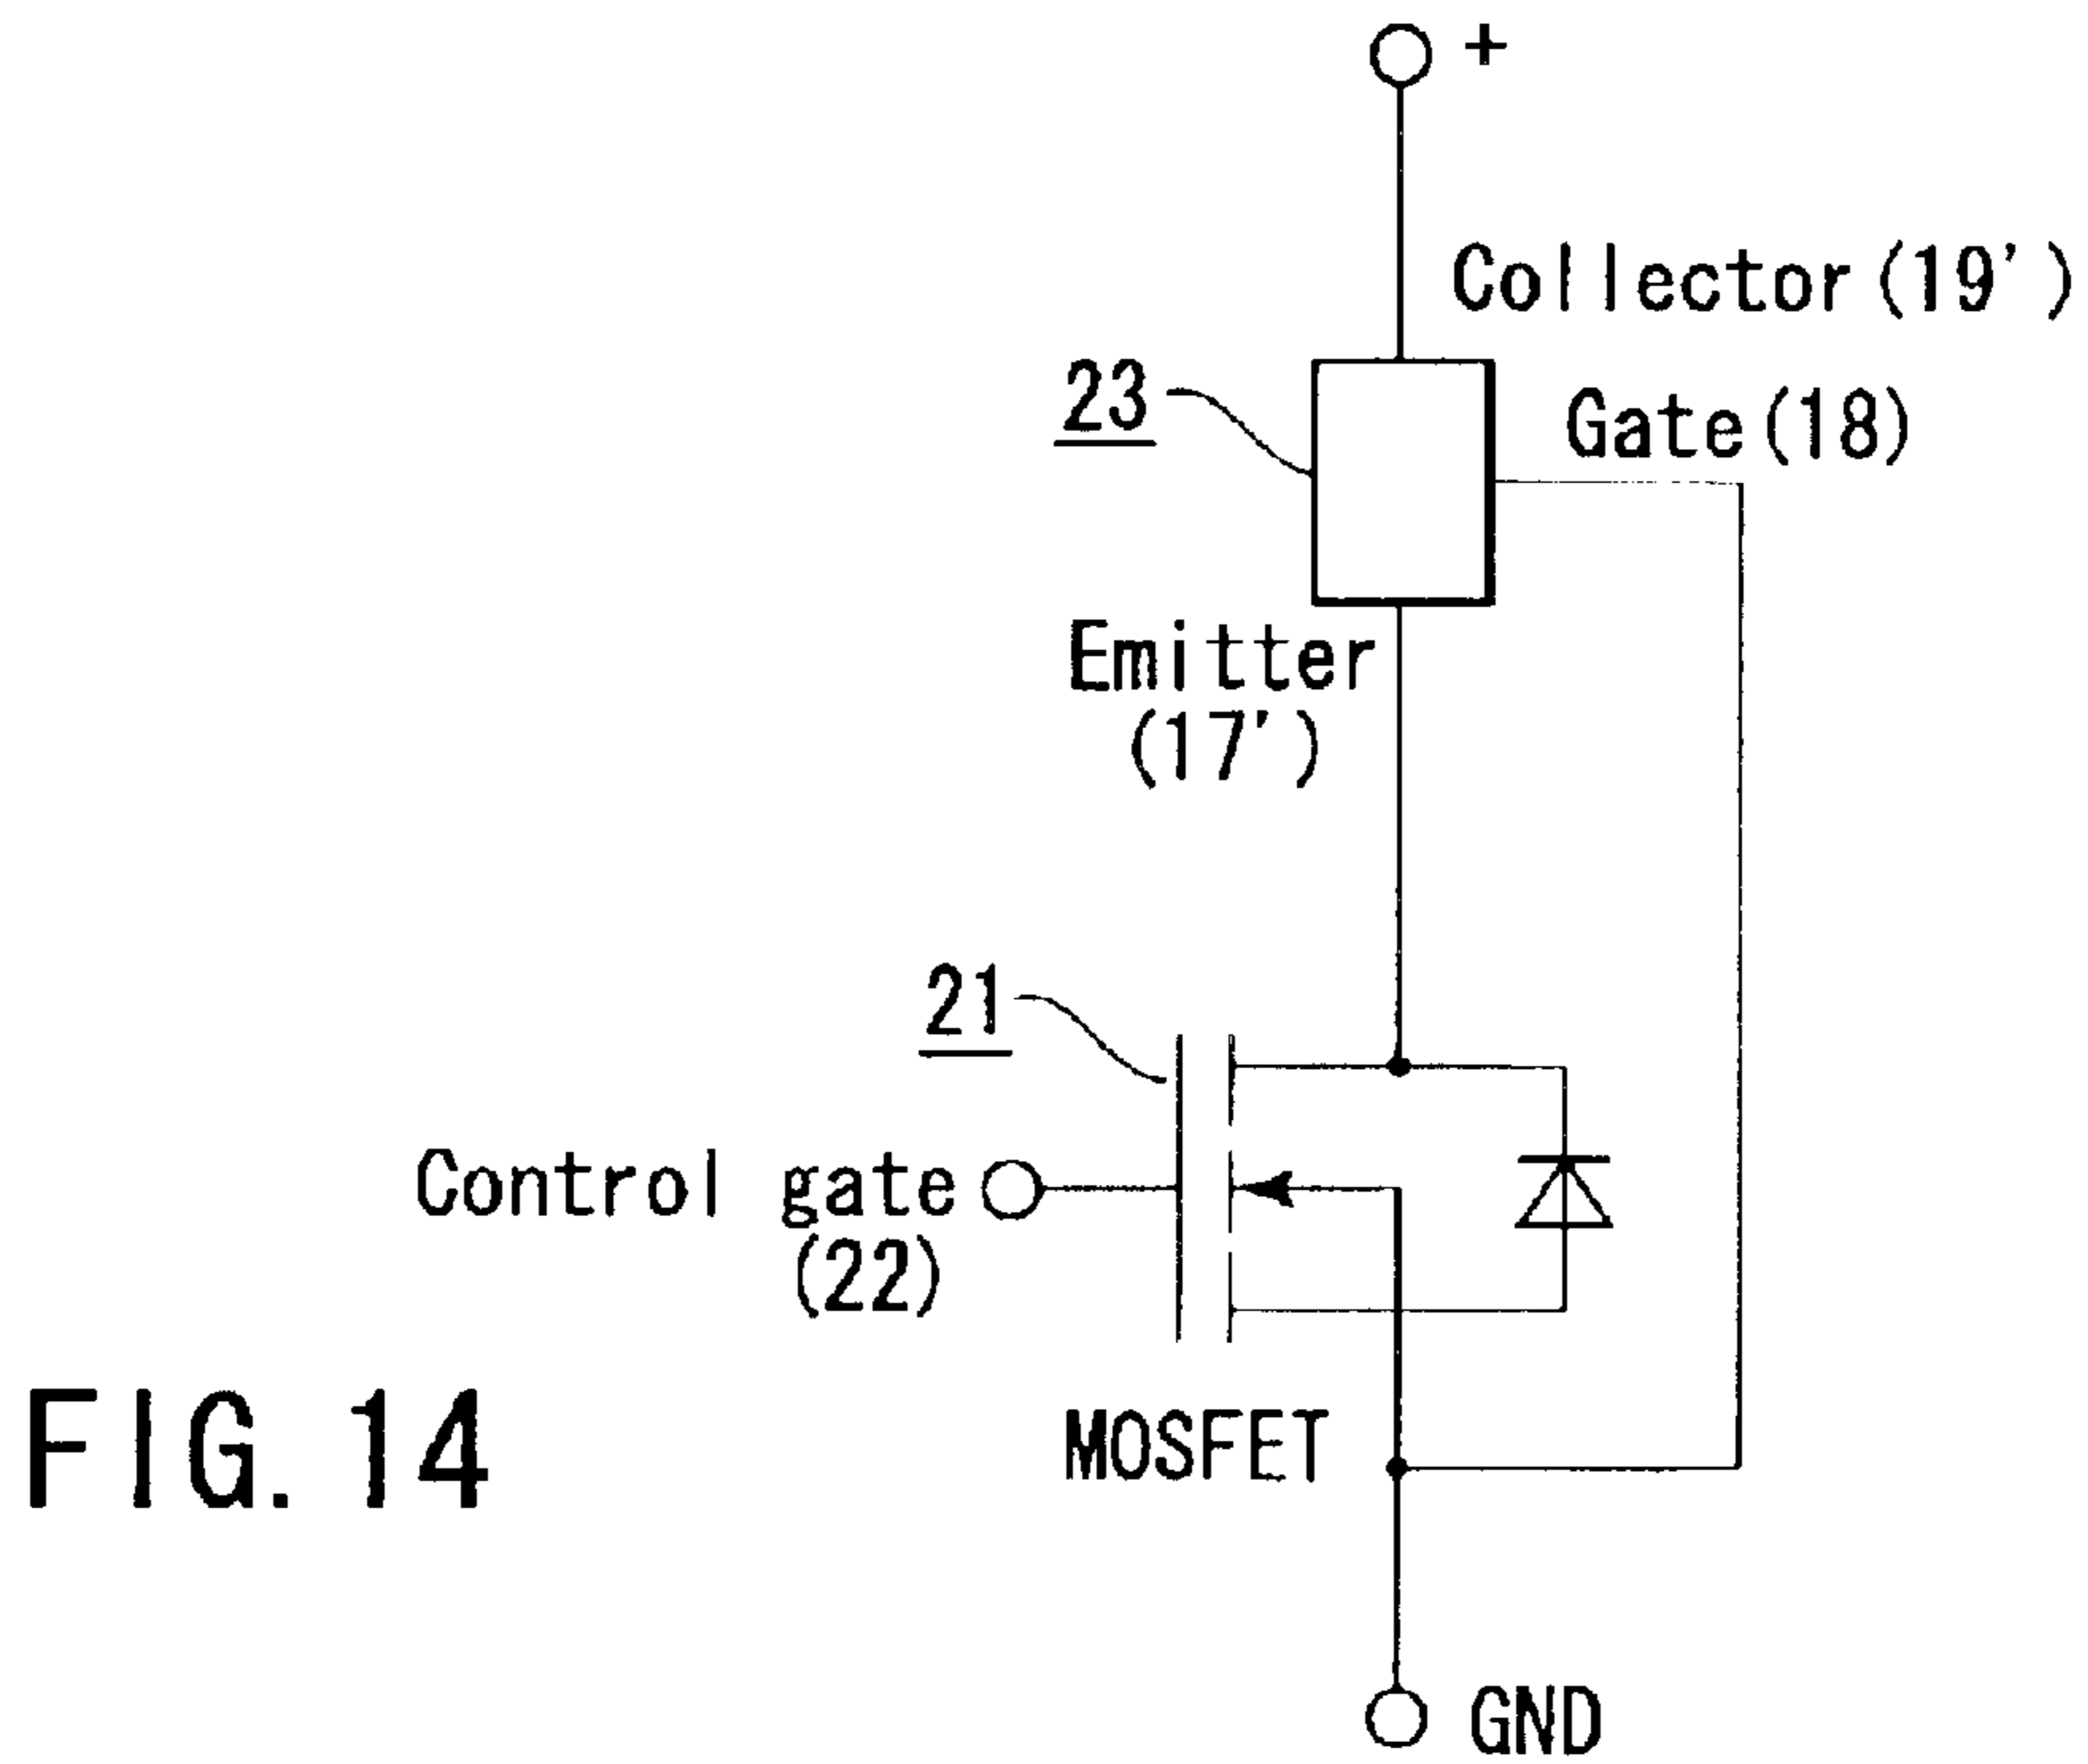 +
Collector(19')
23
Gate(18)
Emitter
(17')
21
Control gate
(22)
MOSFET
FIG. 14
GND